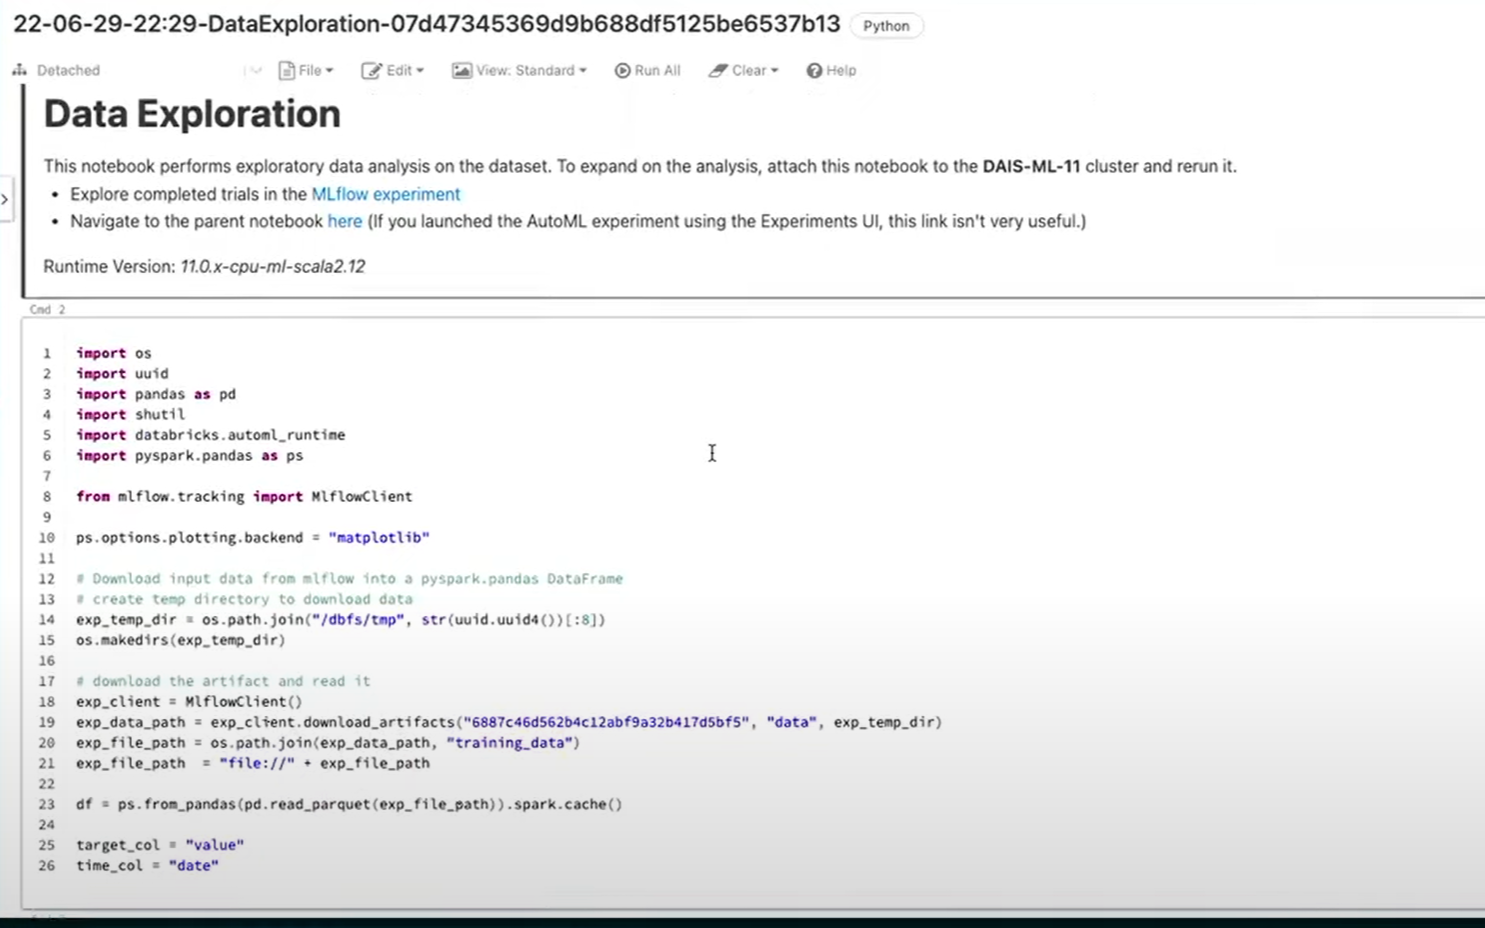 22-06-29-22:29-DataExploration-07d47345369d9b688df5125be6537b13 Python
Detached File Edit View: Standard Run All Clear Help
Data Exploration
This notebook performs exploratory data analysis on the dataset. To expand on the analysis, attach this notebook to the DAIS-ML-11 cluster and rerun it.
• Explore completed trials in the MLflow experiment
• Navigate to the parent notebook here (If you launched the AutoML experiment using the Experiments UI, this link isn't very useful.)
Runtime Version: 11.0.x-cpu-ml-scala2.12
Cmd 2
1 import os
2 import uuid
3 import pandas as pd
4 import shutil
5 import databricks.automl_runtime
6 import pyspark.pandas as ps
7
8 from mlflow.tracking import MlflowClient
9
10 ps.options.plotting.backend = "matplotlib"
11
12 # Download input data from mlflow into a pyspark.pandas DataFrame
13 # create temp directory to download data
14 exp_temp_dir = os.path.join("/dbfs/tmp", str(uuid.uuid4())[:8])
15 os.makedirs(exp_temp_dir)
16
17 # download the artifact and read it
18 exp_client = MlflowClient()
19 exp_data_path = exp_client.download_artifacts("6887c46d562b4c12abf9a32b417d5bf5", "data", exp_temp_dir)
20 exp_file_path = os.path.join(exp_data_path, "training_data")
21 exp_file_path  = "file://" + exp_file_path
22
23 df = ps.from_pandas(pd.read_parquet(exp_file_path)).spark.cache()
24
25 target_col = "value"
26 time_col = "date"